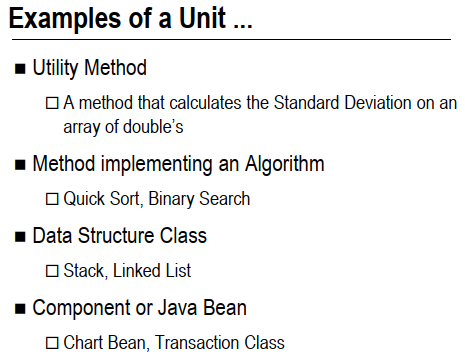 Examples of a Unit ...
■ Utility Method
□ A method that calculates the Standard Deviation on an
array of double's
■ Method implementing an Algorithm
□ Quick Sort, Binary Search
■ Data Structure Class
□ Stack, Linked List
■ Component or Java Bean
□ Chart Bean, Transaction Class